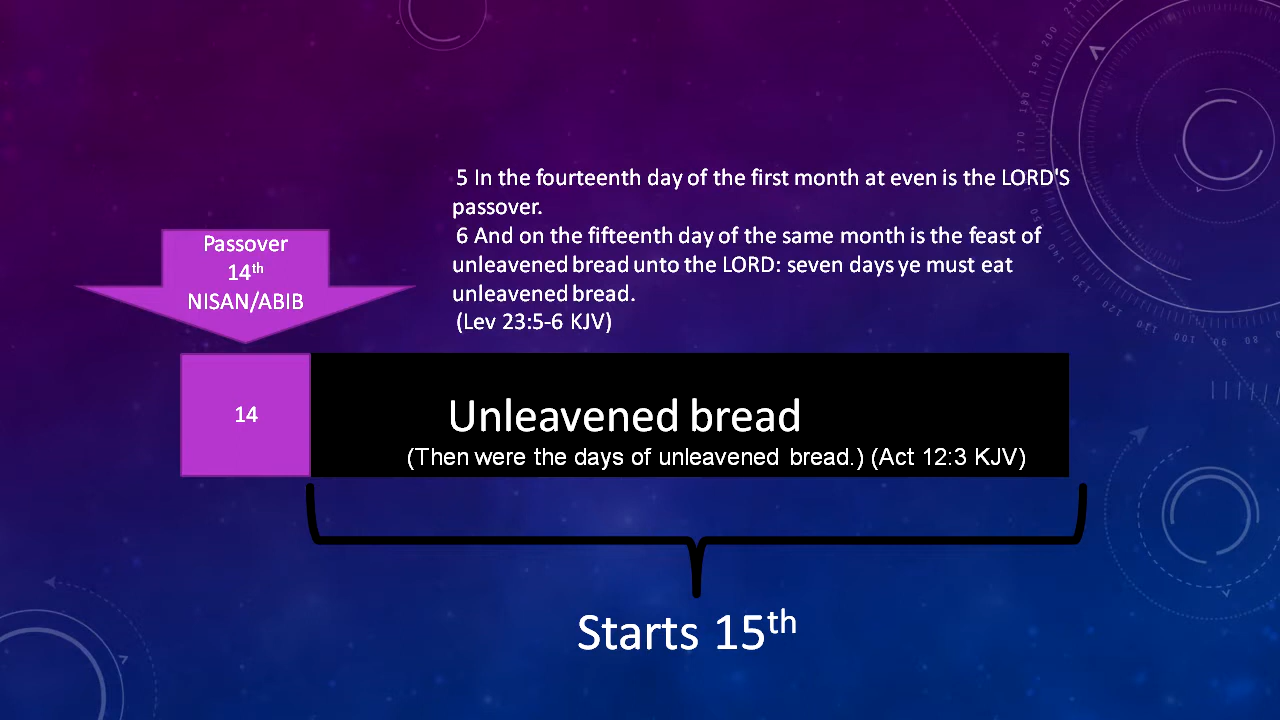 5 In the fourteenth day of the first month at even is the LORD'S
passover.
6 And on the fifteenth day of the same month is the feast of
unleavened bread unto the LORD: seven days ye must eat
unleavened bread.
(Lev 23:5-6 KJV)
Passover
14th
NISAN/ABIB
14
Unleavened bread
(Then were the days of unleavened bread.) (Act 12:3 KJV)
Starts 15th